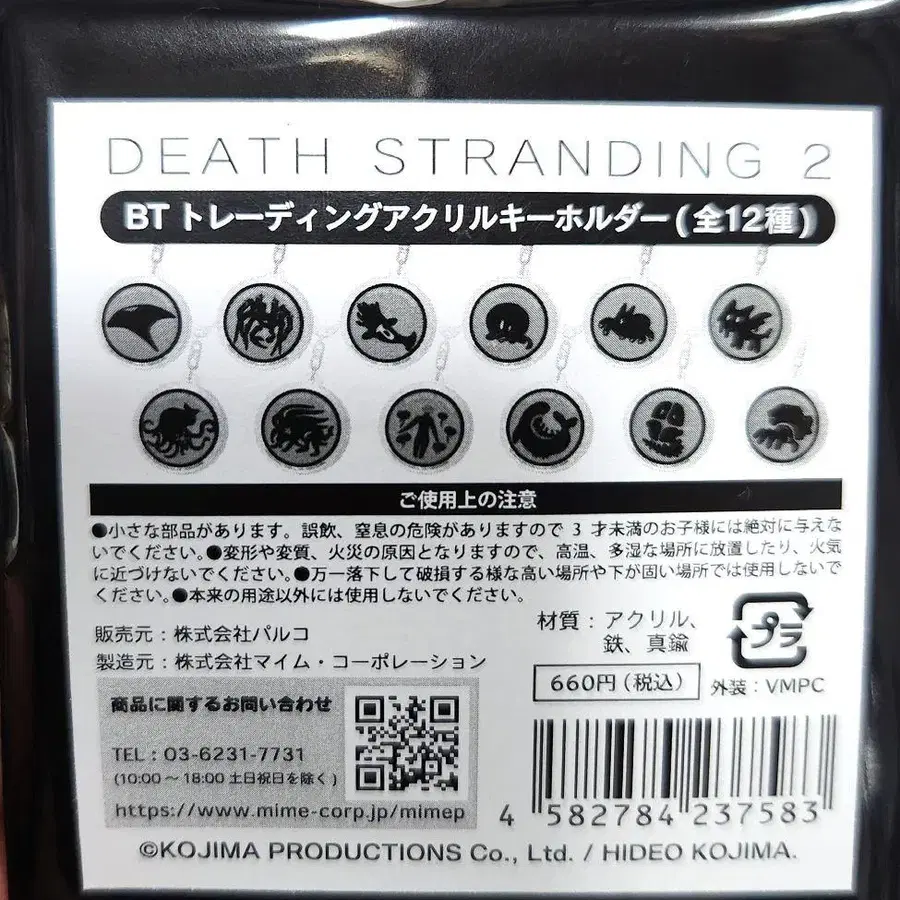 DEATH STRANDING 2
BT トレーディングアクリルキーホルダー(全12種)
ご使用上の注意
●小さな部品があります。誤飲、窒息の危険がありますので 3 才未満のお子様には絶対に与えな
いでください。●変形や変質、火災の原因となりますので、高温、多湿な場所に放置したり、火気
に近づけないでください。●万一落下して破損する様な高い場所や下が固い場所では使用しないで
ください。●本来の用途以外には使用しないでください。
販売元：株式会社パルコ
製造元：株式会社マイム・コーポレーション
材質：アクリル、
鉄、真鍮
プラ
660円(税込)
外装：VMPC
商品に関するお問い合わせ
TEL：03-6231-7731
(10:00～18:00 土日祝日を除く)
https://www.mime-corp.jp/mimep
4 582784 237583
©KOJIMA PRODUCTIONS Co., Ltd. / HIDEO KOJIMA.